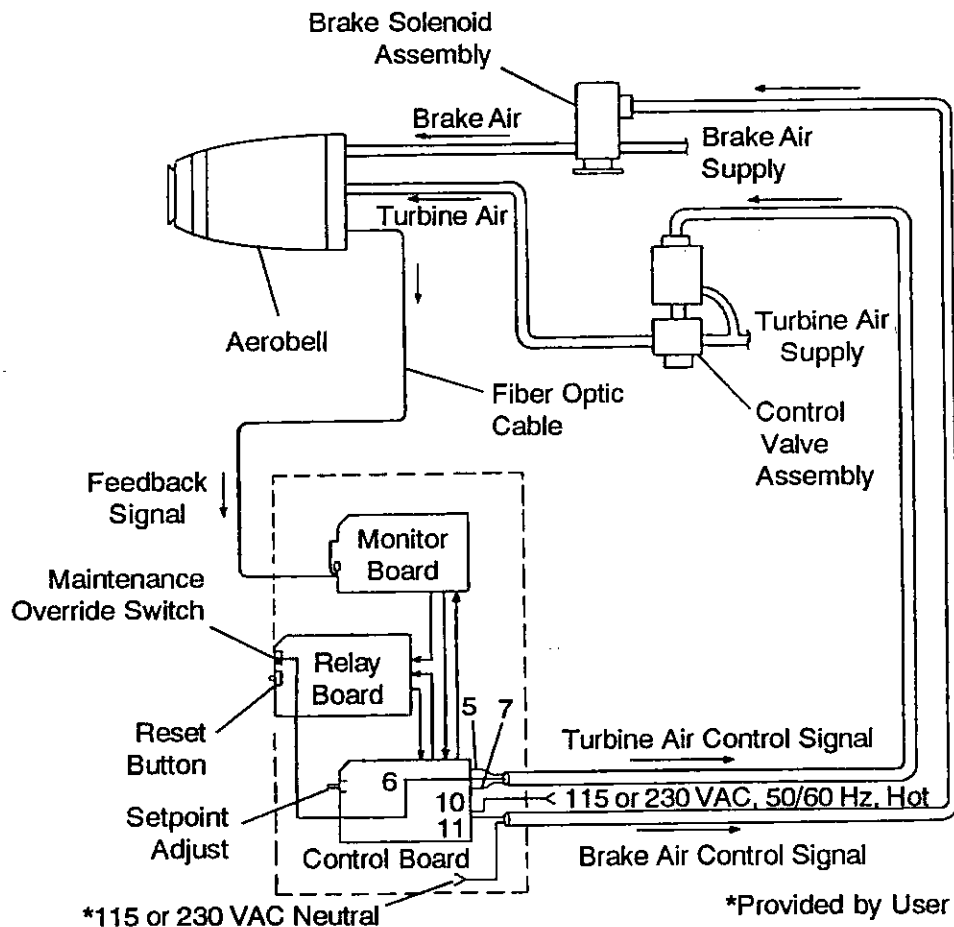 Brake Solenoid
Assembly
Brake Air
Brake Air
Supply
Turbine Air
Aerobell
Turbine Air
Supply
Fiber Optic
Cable
Control
Valve
Assembly
Feedback
Signal
Monitor
Board
Maintenance
Override Switch
Relay
Board
Reset
Button
5
7
Turbine Air Control Signal
6
10
115 or 230 VAC, 50/60 Hz, Hot
11
Setpoint
Adjust
Control Board
Brake Air Control Signal
*115 or 230 VAC Neutral
*Provided by User